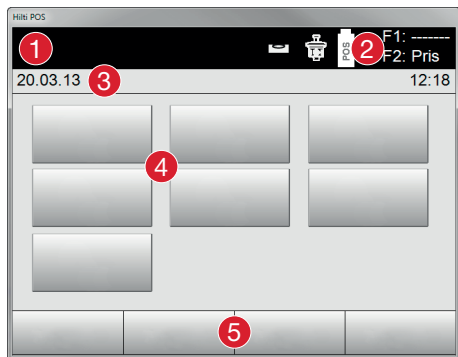 Hilti POS
1
POS
2
F1: -------
F2: Pris
20.03.13
3
12:18
4
5